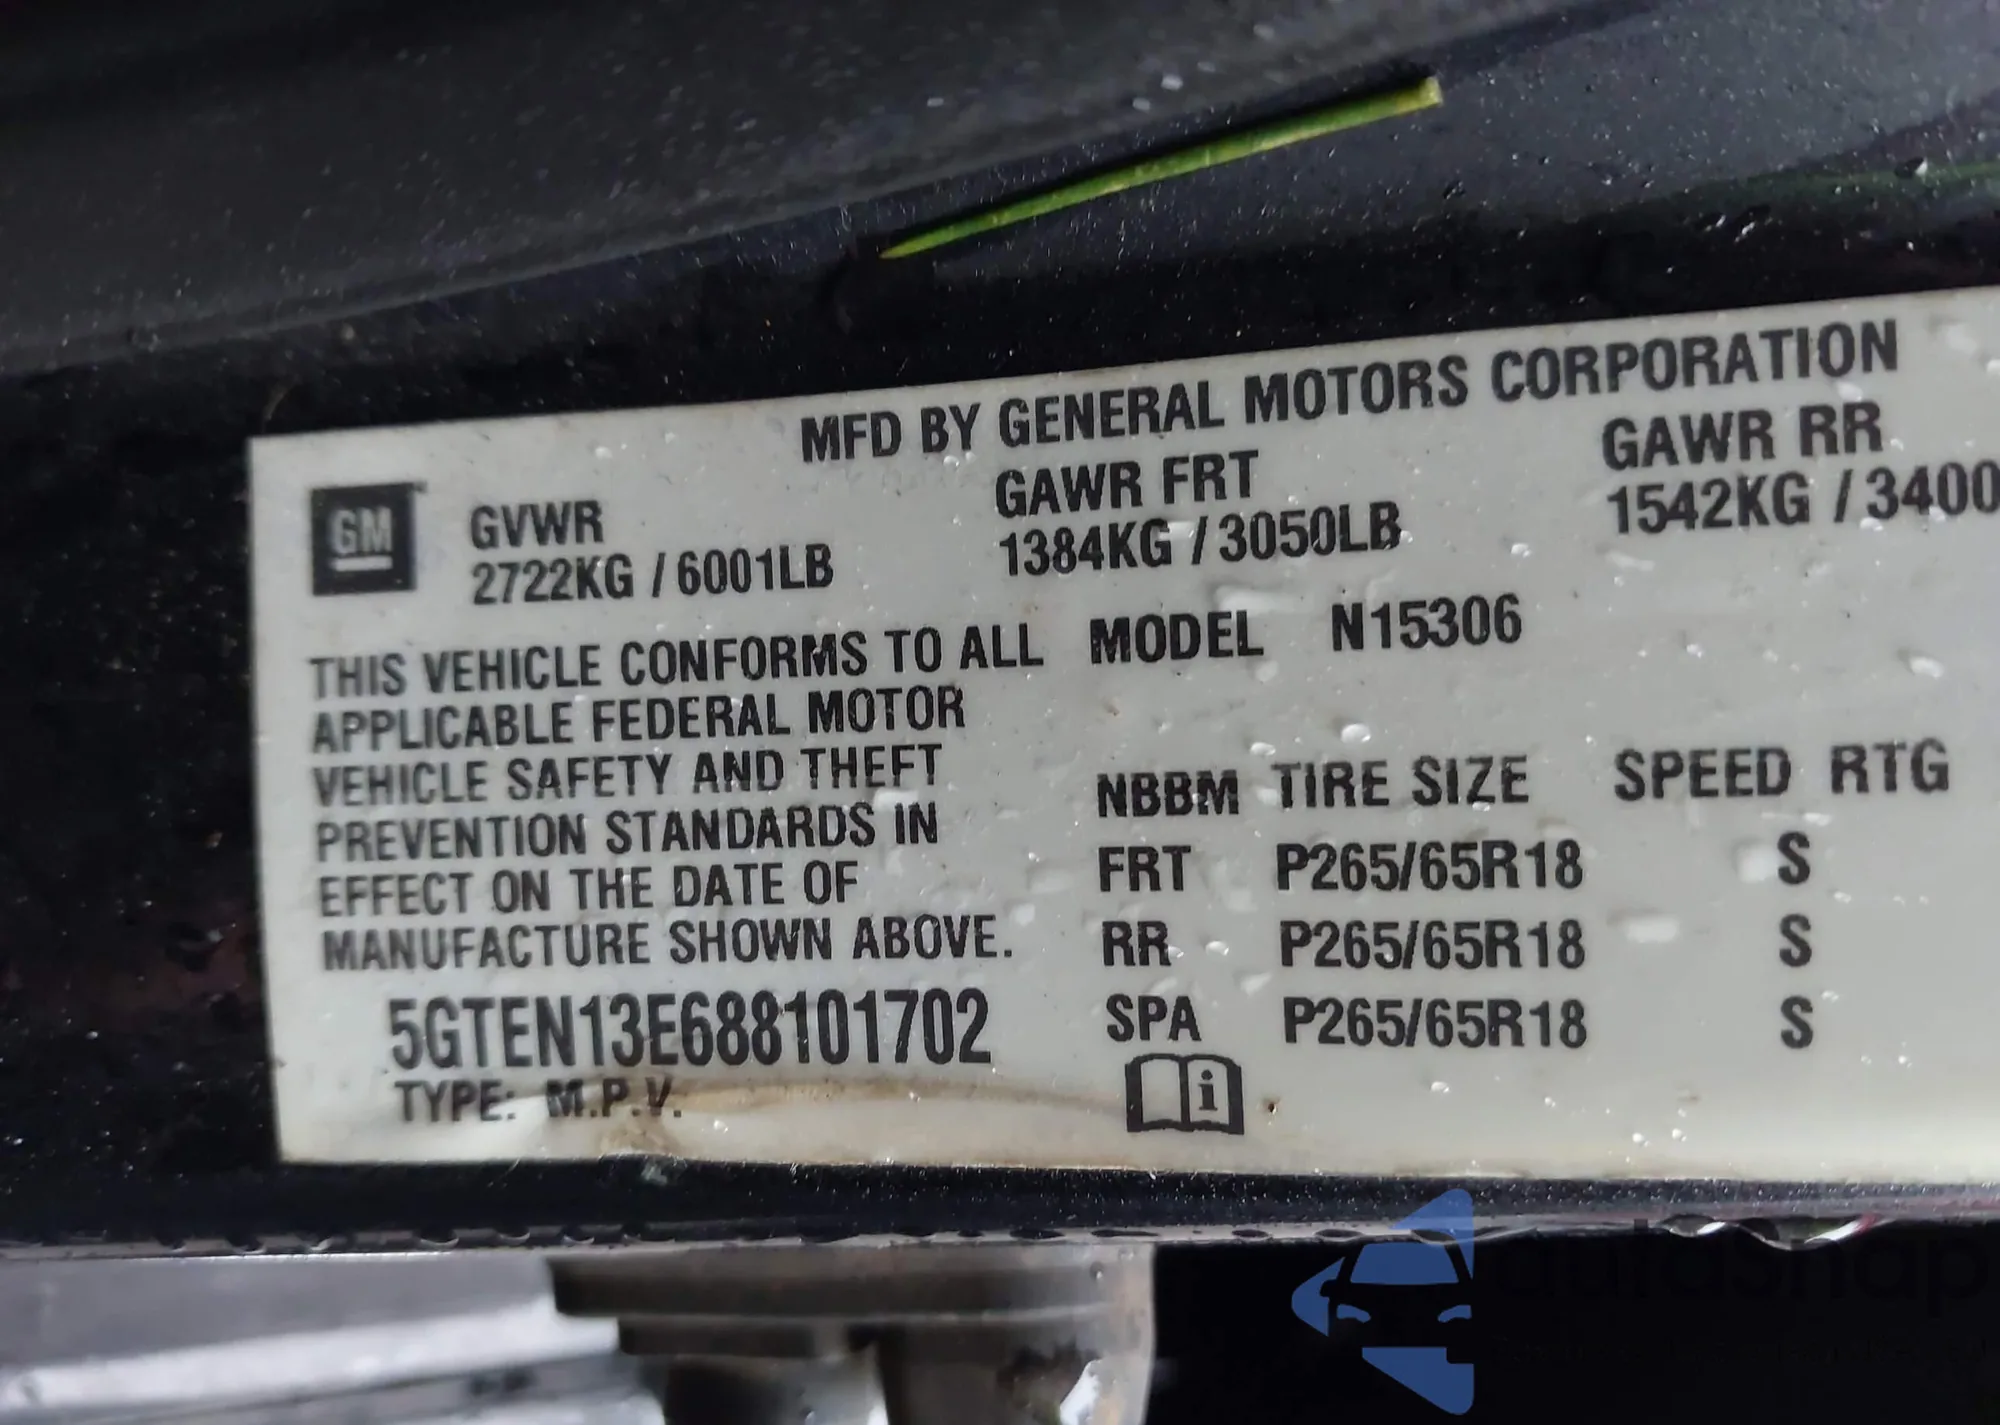 MFD BY GENERAL MOTORS CORPORATION
GM
GVWR GAWR FRT GAWR RR
2722KG / 6001LB 1384KG / 3050LB 1542KG / 3400
THIS VEHICLE CONFORMS TO ALL MODEL N15306
APPLICABLE FEDERAL MOTOR
VEHICLE SAFETY AND THEFT
PREVENTION STANDARDS IN
EFFECT ON THE DATE OF
MANUFACTURE SHOWN ABOVE.
NBBM TIRE SIZE SPEED RTG
FRT P265/65R18 S
RR P265/65R18 S
SPA P265/65R18 S
5GTEN13E688101702
TYPE: M.P.V.
i